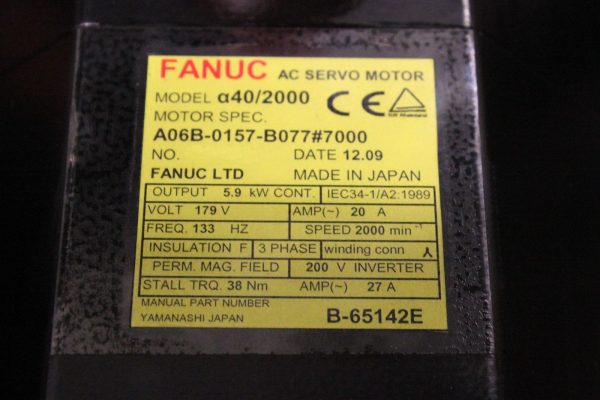 FANUC AC SERVO MOTOR
MODEL α40/2000
MOTOR SPEC.
CE
TÜV Rheinland
A06B-0157-B077#7000
NO. DATE 12.09
FANUC LTD MADE IN JAPAN
OUTPUT 5.9 kW CONT. IEC34-1/A2:1989
VOLT 179 V AMP(~) 20 A
FREQ. 133 HZ SPEED 2000 min⁻¹
INSULATION F 3 PHASE winding conn
PERM. MAG. FIELD 200 V INVERTER
STALL TRQ. 38 Nm AMP(~) 27 A
MANUAL PART NUMBER
YAMANASHI JAPAN B-65142E